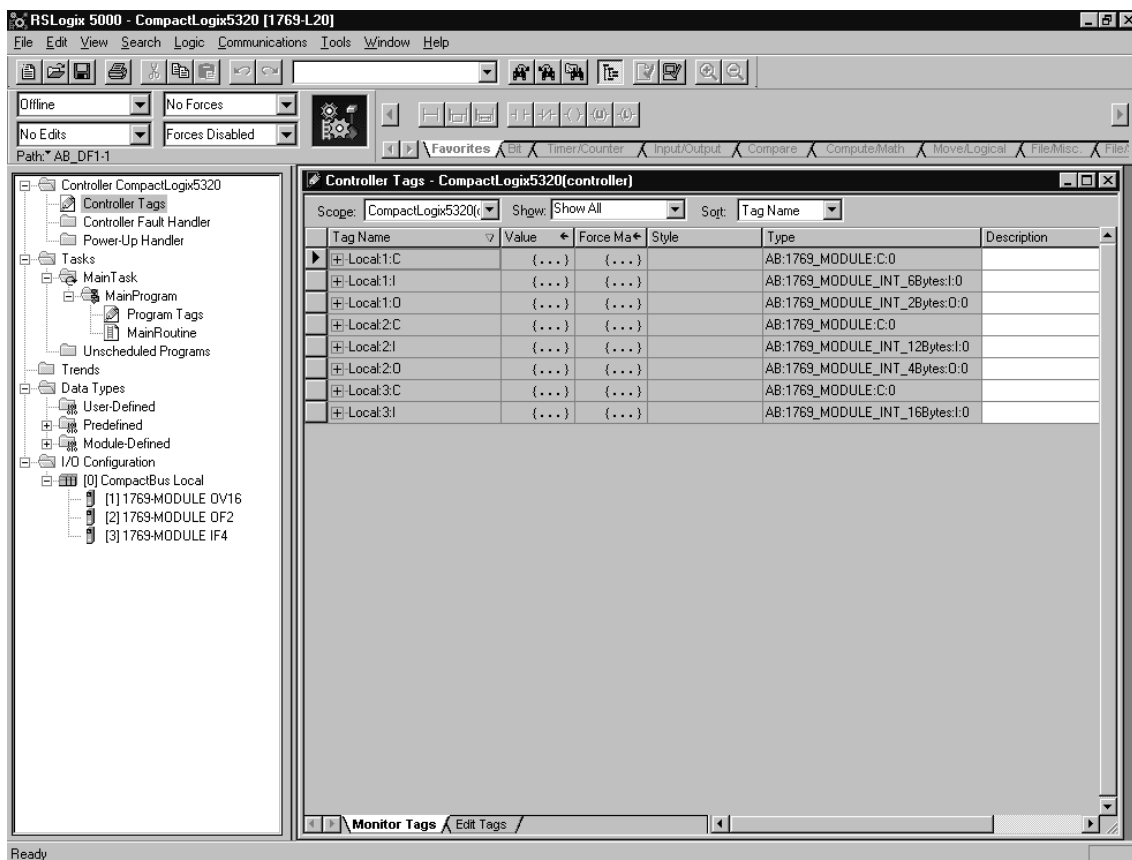 RSLogix 5000 - CompactLogix5320 [1769-L20]
File Edit View Search Logic Communications Tools Window Help
Offline No Forces
No Edits Forces Disabled
Path:* AB_DF1-1
Favorites Bit Timer/Counter Input/Output Compare Compute/Math Move/Logical File/Misc. File/
Controller CompactLogix5320
Controller Tags
Controller Fault Handler
Power-Up Handler
Tasks
MainTask
MainProgram
Program Tags
MainRoutine
Unscheduled Programs
Trends
Data Types
User-Defined
Predefined
Module-Defined
I/O Configuration
[0] CompactBus Local
[1] 1769-MODULE OV16
[2] 1769-MODULE OF2
[3] 1769-MODULE IF4
Controller Tags - CompactLogix5320(controller)
Scope: CompactLogix5320(c Show: Show All Sort: Tag Name
Tag Name Value Force Ma Style Type Description
Local:1:C {...} {...} AB:1769_MODULE:C:0
Local:1:I {...} {...} AB:1769_MODULE_INT_6Bytes:I:0
Local:1:O {...} {...} AB:1769_MODULE_INT_2Bytes:O:0
Local:2:C {...} {...} AB:1769_MODULE:C:0
Local:2:I {...} {...} AB:1769_MODULE_INT_12Bytes:I:0
Local:2:O {...} {...} AB:1769_MODULE_INT_4Bytes:O:0
Local:3:C {...} {...} AB:1769_MODULE:C:0
Local:3:I {...} {...} AB:1769_MODULE_INT_16Bytes:I:0
Monitor Tags Edit Tags
Ready